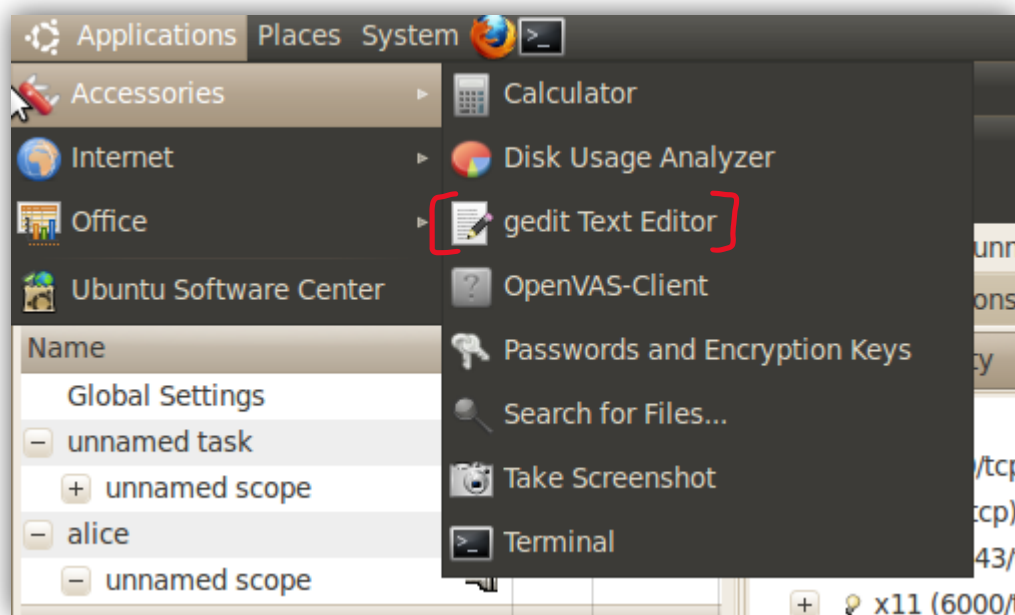 Applications Places System
Accessories
Internet
Office
Ubuntu Software Center
Calculator
Disk Usage Analyzer
gedit Text Editor
OpenVAS-Client
Passwords and Encryption Keys
Search for Files...
Take Screenshot
Terminal
Name
Global Settings
unnamed task
unnamed scope
alice
unnamed scope
x11 (6000/